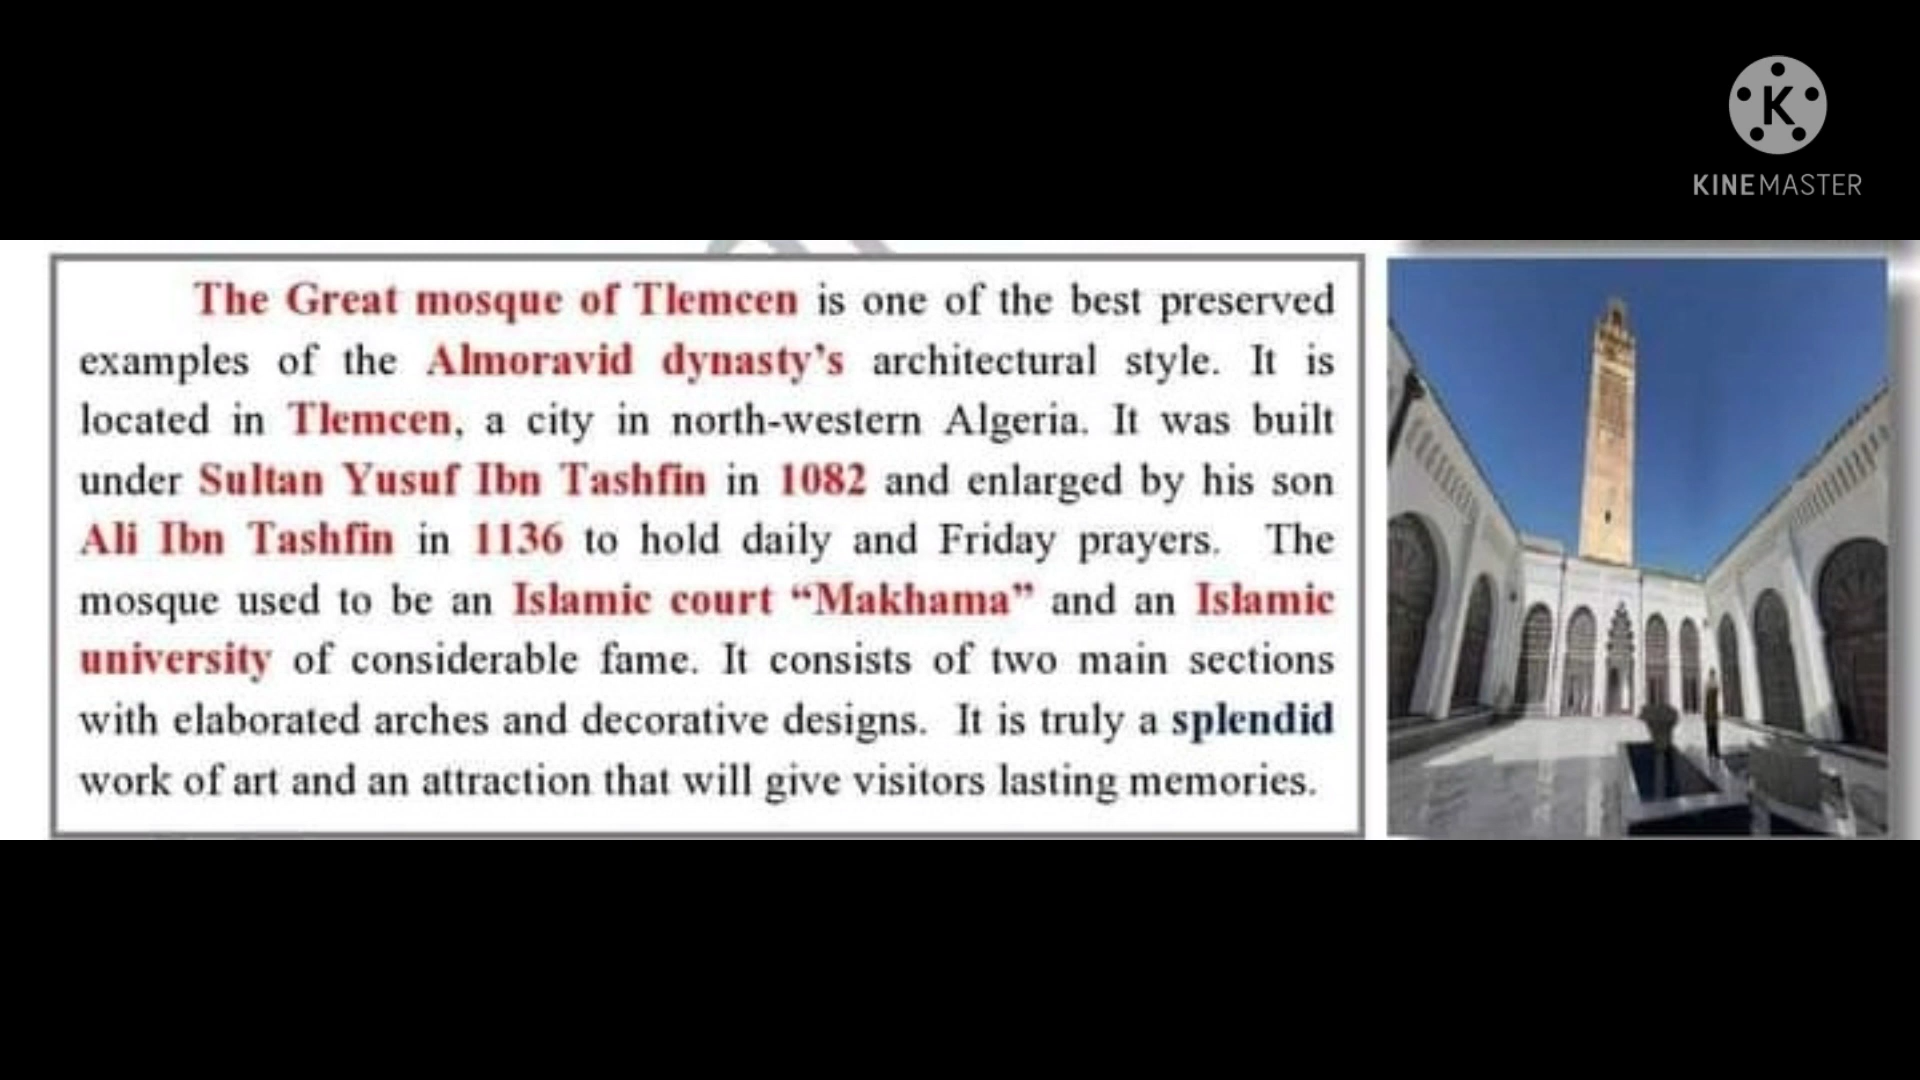 K
KINEMASTER
The Great mosque of Tlemcen is one of the best preserved
examples of the Almoravid dynasty's architectural style. It is
located in Tlemcen, a city in north-western Algeria. It was built
under Sultan Yusuf Ibn Tashfin in 1082 and enlarged by his son
Ali Ibn Tashfin in 1136 to hold daily and Friday prayers. The
mosque used to be an Islamic court “Makhama” and an Islamic
university of considerable fame. It consists of two main sections
with elaborated arches and decorative designs. It is truly a splendid
work of art and an attraction that will give visitors lasting memories.